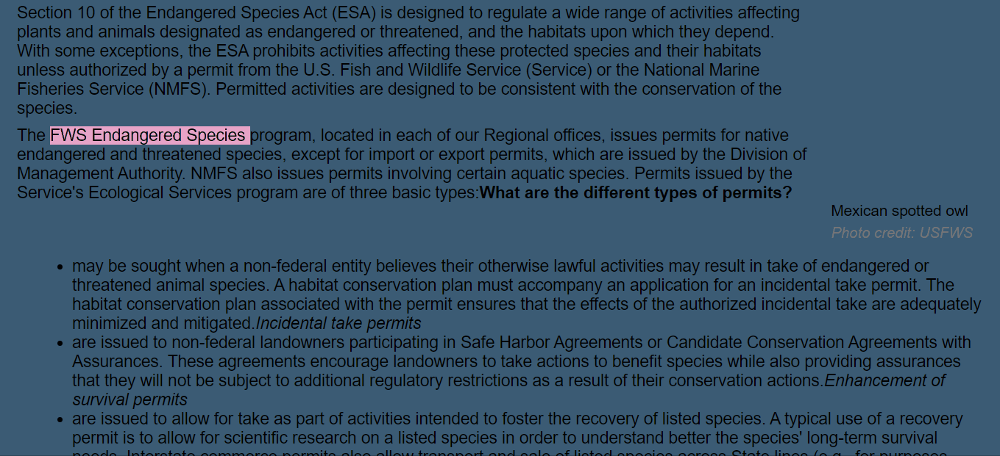 Section 10 of the Endangered Species Act (ESA) is designed to regulate a wide range of activities affecting
plants and animals designated as endangered or threatened, and the habitats upon which they depend.
With some exceptions, the ESA prohibits activities affecting these protected species and their habitats
unless authorized by a permit from the U.S. Fish and Wildlife Service (Service) or the National Marine
Fisheries Service (NMFS). Permitted activities are designed to be consistent with the conservation of the
species.
The FWS Endangered Species program, located in each of our Regional offices, issues permits for native
endangered and threatened species, except for import or export permits, which are issued by the Division of
Management Authority. NMFS also issues permits involving certain aquatic species. Permits issued by the
Service's Ecological Services program are of three basic types:What are the different types of permits?
Mexican spotted owl
Photo credit: USFWS
• may be sought when a non-federal entity believes their otherwise lawful activities may result in take of endangered or
threatened animal species. A habitat conservation plan must accompany an application for an incidental take permit. The
habitat conservation plan associated with the permit ensures that the effects of the authorized incidental take are adequately
minimized and mitigated.Incidental take permits
• are issued to non-federal landowners participating in Safe Harbor Agreements or Candidate Conservation Agreements with
Assurances. These agreements encourage landowners to take actions to benefit species while also providing assurances
that they will not be subject to additional regulatory restrictions as a result of their conservation actions.Enhancement of
survival permits
• are issued to allow for take as part of activities intended to foster the recovery of listed species. A typical use of a recovery
permit is to allow for scientific research on a listed species in order to understand better the species' long-term survival
needs. Interstate commerce permits also allow transport and sale of listed species across State lines (e.g., for purposes